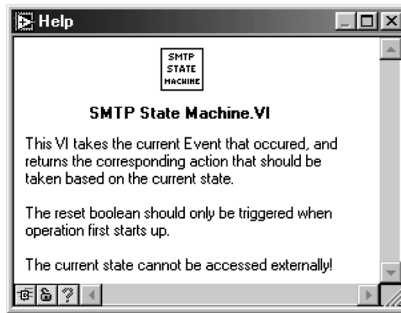 Help
SMTP
STATE
MACHINE
SMTP State Machine.VI
This VI takes the current Event that occured, and
returns the corresponding action that should be
taken based on the current state.
The reset boolean should only be triggered when
operation first starts up.
The current state cannot be accessed externally!
?